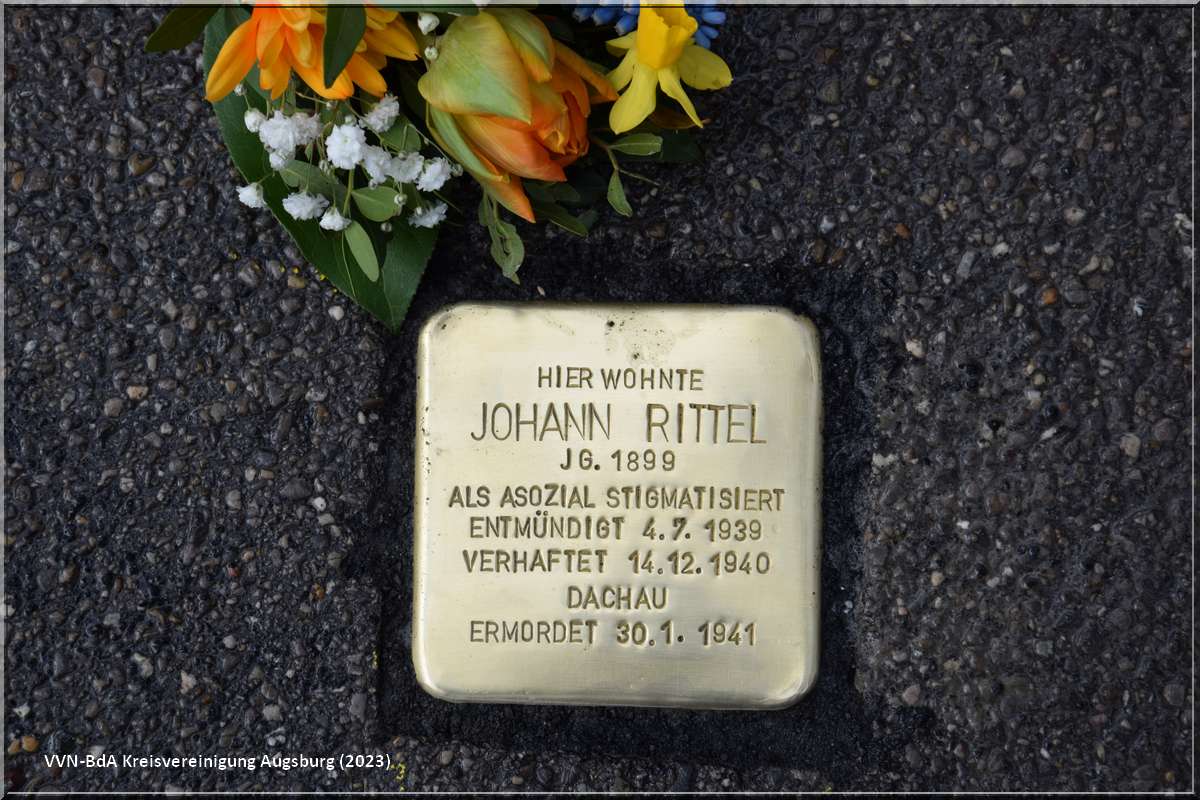 HIER WOHNTE
JOHANN RITTEL
JG. 1899
ALS ASOZIAL STIGMATISIERT
ENTMÜNDIGT 4.7. 1939
VERHAFTET 14.12.1940
DACHAU
ERMORDET 30.1. 1941
VVN-BdA Kreisvereinigung Augsburg (2023)